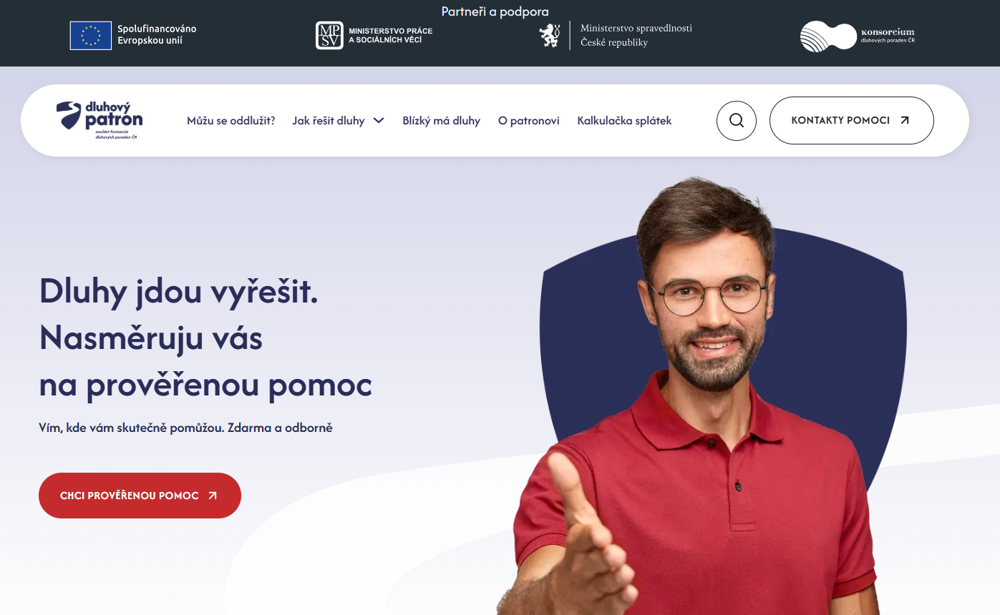 Partneři a podpora
Spolufinancováno
Evropskou unií
MP
SV
MINISTERSTVO PRÁCE
A SOCIÁLNÍCH VĚCÍ
Ministerstvo spravedlnosti
České republiky
konsorcium
dluhových poraden ČR
dluhový
patron
součást Konsorcia
dluhových poraden ČR
Můžu se oddlužit?
Jak řešit dluhy
Blízký má dluhy
O patronovi
Kalkulačka splátek
KONTAKTY POMOCI
Dluhy jdou vyřešit.
Nasměruju vás
na prověřenou pomoc
Vím, kde vám skutečně pomůžou. Zdarma a odborně
CHCI PROVĚŘENOU POMOC